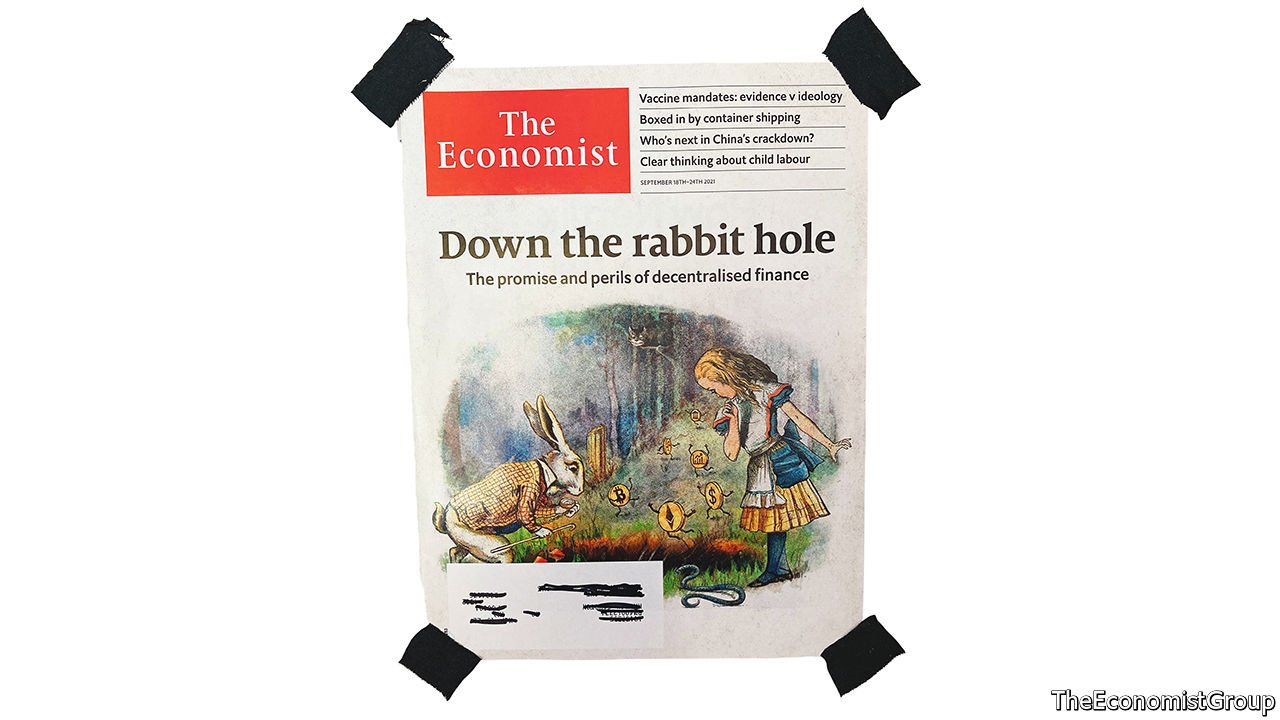 The
Economist
Vaccine mandates: evidence v ideology
Boxed in by container shipping
Who's next in China's crackdown?
Clear thinking about child labour
SEPTEMBER 18TH–24TH 2021
Down the rabbit hole
The promise and perils of decentralised finance
TheEconomistGroup